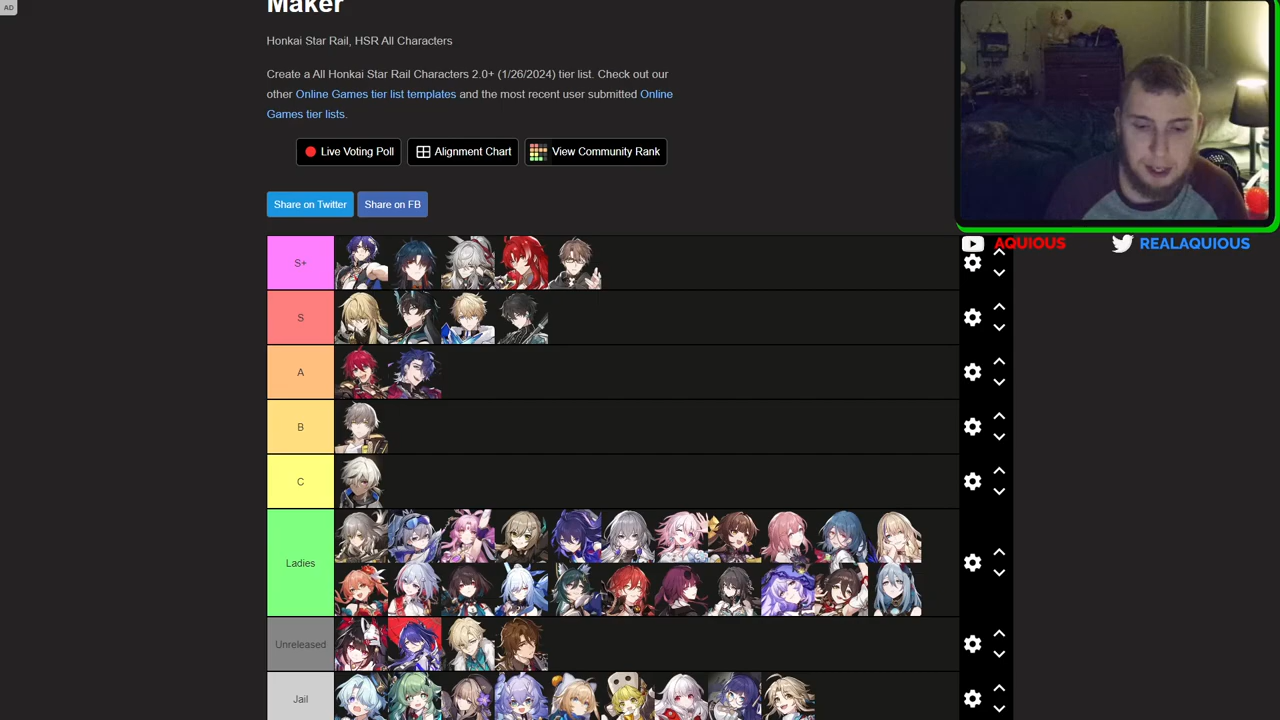 AD
Maker
Honkai Star Rail, HSR All Characters
Create a All Honkai Star Rail Characters 2.0+ (1/26/2024) tier list. Check out our
other Online Games tier list templates and the most recent user submitted Online
Games tier lists.
Live Voting Poll
Alignment Chart
View Community Rank
Share on Twitter
Share on FB
AQUIOUS
REALAQUIOUS
S+
S
A
B
C
Ladies
Unreleased
Jail